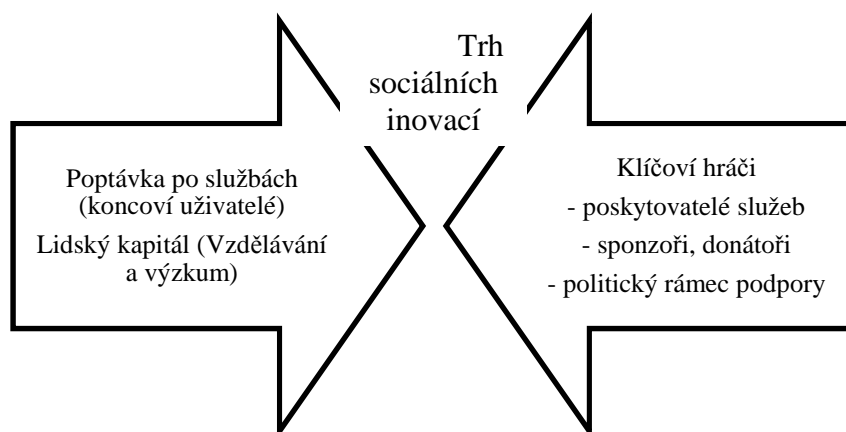 Trh
sociálních
inovací
Poptávka po službách
(koncoví uživatelé)
Lidský kapitál (Vzdělávání
a výzkum)
Klíčoví hráči
- poskytovatelé služeb
- sponzoři, donátoři
- politický rámec podpory